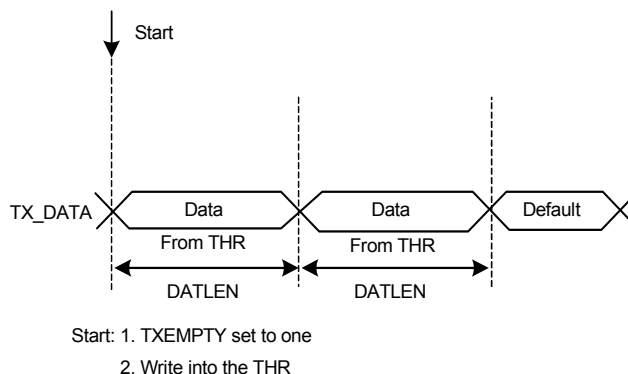 Start
TX_DATA
Data
Data
Default
From THR
From THR
DATLEN
DATLEN
Start: 1. TXEMPTY set to one
2. Write into the THR